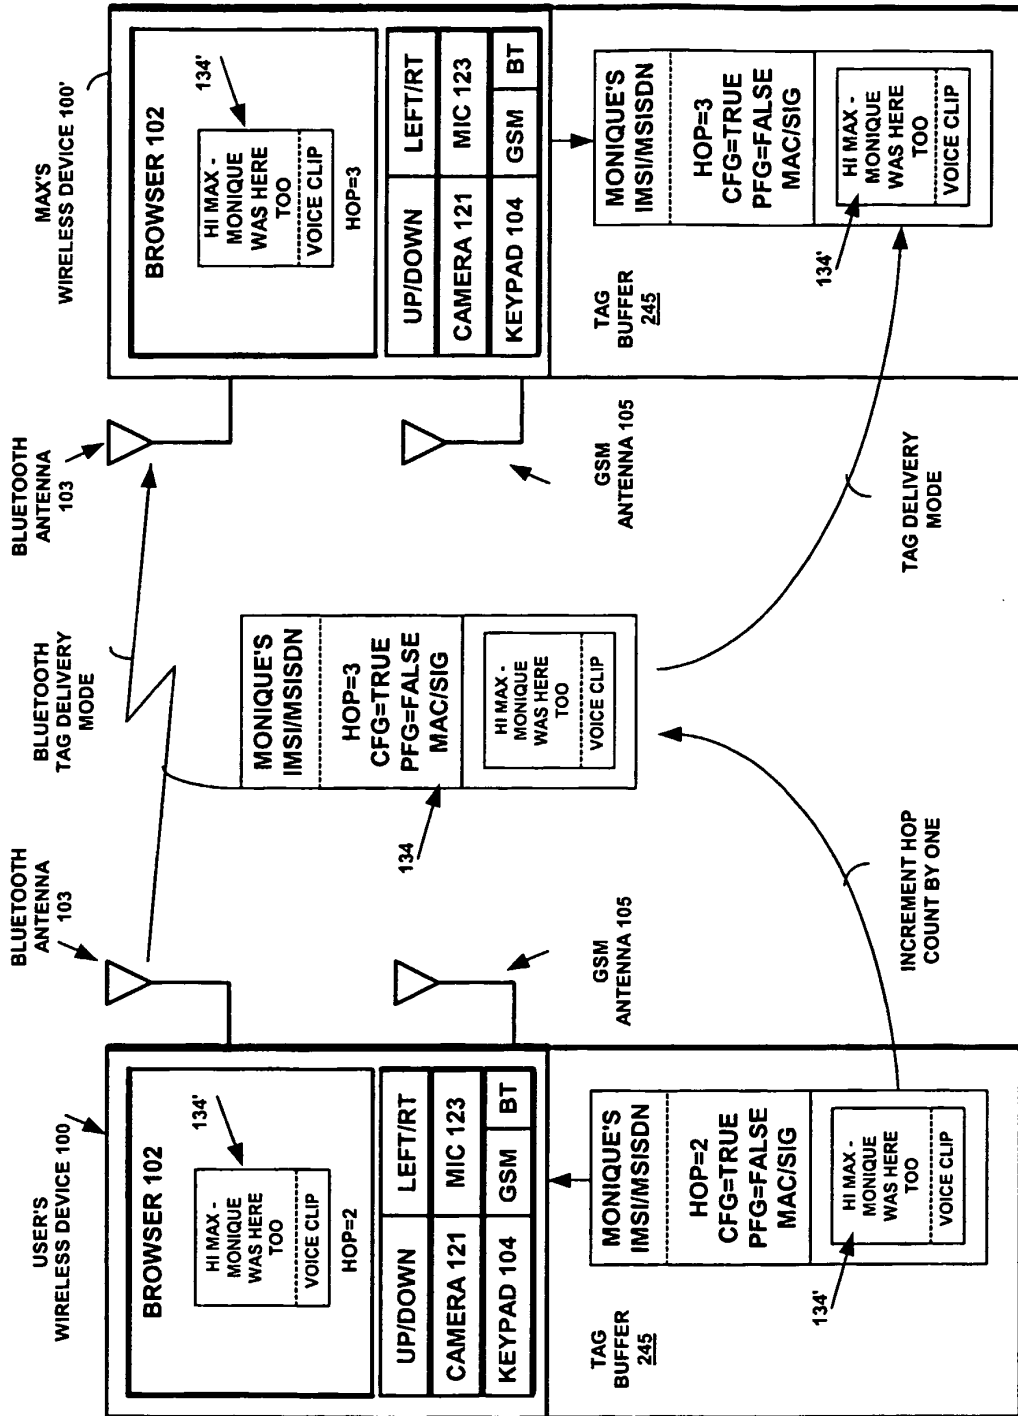 USER'S
WIRELESS DEVICE 100
BROWSER 102
134'
HI MAX -
MONIQUE
WAS HERE
TOO
VOICE CLIP
HOP=2
UP/DOWN
LEFT/RT
CAMERA 121
MIC 123
KEYPAD 104
GSM
BT
TAG
BUFFER
245
MONIQUE'S
IMSI/MSISDN
HOP=2
CFG=TRUE
PFG=FALSE
MAC/SIG
134'
HI MAX -
MONIQUE
WAS HERE
TOO
VOICE CLIP
BLUETOOTH
ANTENNA
103
GSM
ANTENNA 105
INCREMENT HOP
COUNT BY ONE
BLUETOOTH
TAG DELIVERY
MODE
MONIQUE'S
IMSI/MSISDN
HOP=3
CFG=TRUE
PFG=FALSE
MAC/SIG
134
HI MAX -
MONIQUE
WAS HERE
TOO
VOICE CLIP
BLUETOOTH
ANTENNA
103
GSM
ANTENNA 105
TAG DELIVERY
MODE
MAX'S
WIRELESS DEVICE 100'
BROWSER 102
134'
HI MAX -
MONIQUE
WAS HERE
TOO
VOICE CLIP
HOP=3
UP/DOWN
LEFT/RT
CAMERA 121
MIC 123
KEYPAD 104
GSM
BT
TAG
BUFFER
245
MONIQUE'S
IMSI/MSISDN
HOP=3
CFG=TRUE
PFG=FALSE
MAC/SIG
134'
HI MAX -
MONIQUE
WAS HERE
TOO
VOICE CLIP